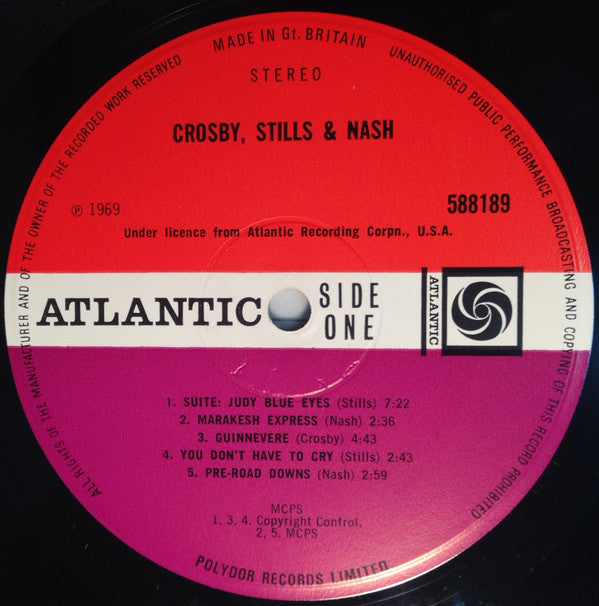 MADE IN Gt. BRITAIN
UNAUTHORISED PUBLIC PERFORMANCE BROADCASTING AND COPYING OF THIS RECORD PROHIBITED
ALL RIGHTS OF THE MANUFACTURER AND OF THE OWNER OF THE RECORDED WORK RESERVED
STEREO
CROSBY, STILLS & NASH
℗ 1969
588189
Under licence from Atlantic Recording Corpn., U.S.A.
ATLANTIC
SIDE
ONE
ATLANTIC
1. SUITE: JUDY BLUE EYES (Stills) 7:22
2. MARAKESH EXPRESS (Nash) 2:36
3. GUINNEVERE (Crosby) 4:43
4. YOU DON'T HAVE TO CRY (Stills) 2:43
5. PRE-ROAD DOWNS (Nash) 2:59
MCPS
1, 3, 4. Copyright Control,
2, 5. MCPS
POLYDOR RECORDS LIMITED